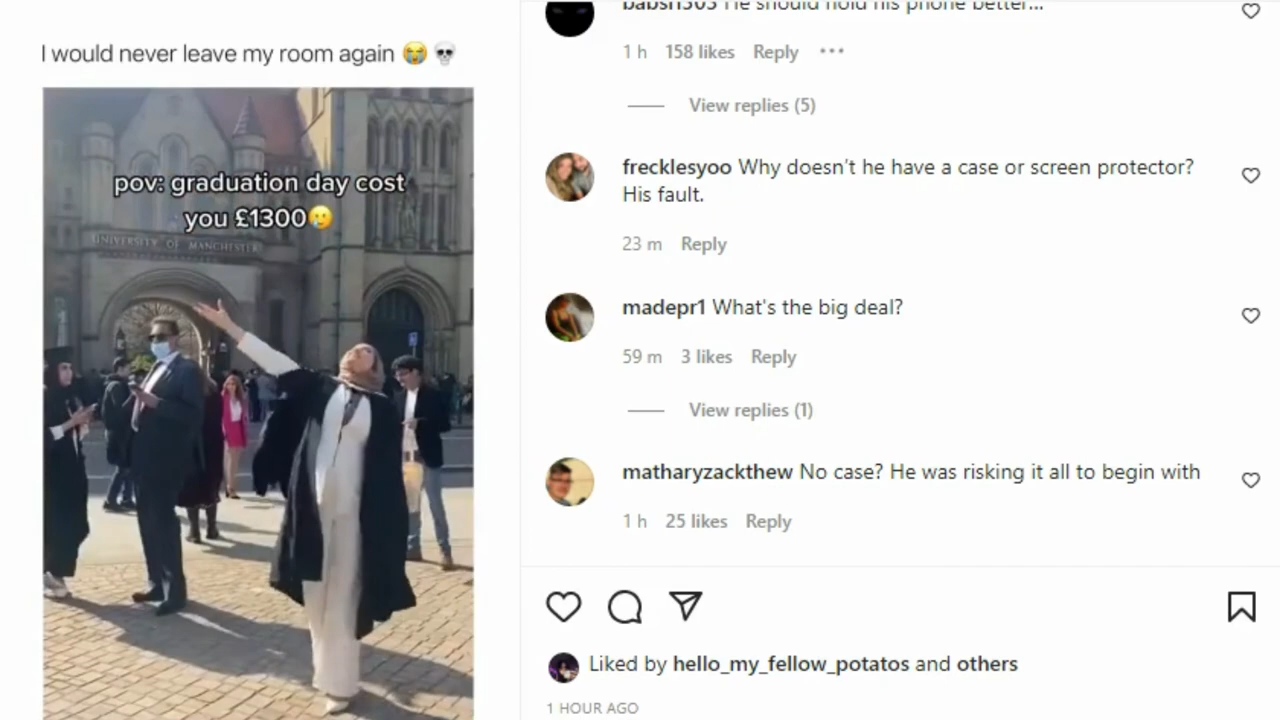 I would never leave my room again 😭 💀
pov: graduation day cost
you £1300🥲
UNIVERSITY OF MANCHESTER
He should hold his phone better...
1 h 158 likes Reply •••
View replies (5)
frecklesyoo Why doesn't he have a case or screen protector?
His fault.
23 m Reply
madepr1 What's the big deal?
59 m 3 likes Reply
View replies (1)
matharyzackthew No case? He was risking it all to begin with
1 h 25 likes Reply
Liked by hello_my_fellow_potatos and others
1 HOUR AGO